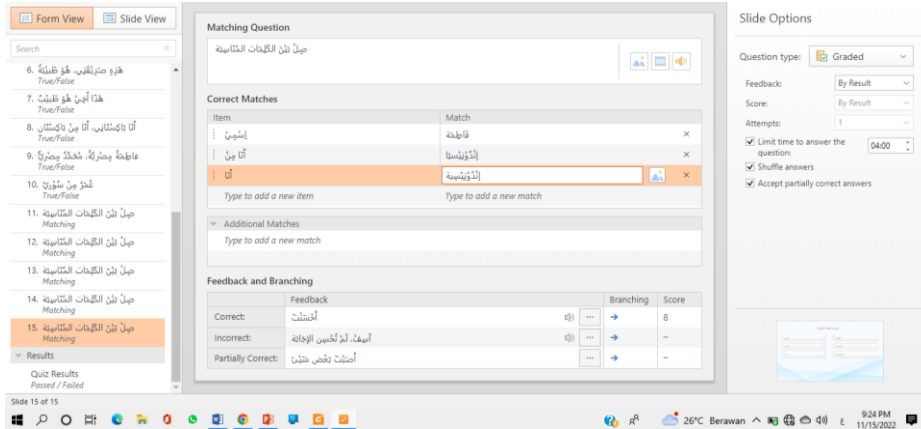 Form View
Slide View
Search
6. هٰذِهِ صَدِيْقَتِي، هُوَ طَبِيْبَةٌ
True/False
7. هٰذَا أَخِيْ هُوَ طَبِيْبٌ
True/False
8. أَنَا بَاكِسْتَانِي، أَنَا مِنْ بَاكِسْتَان
True/False
9. فَاطِمَةُ مِصْرِيَّةٌ، مُحَمَّدٌ مِصْرِيٌّ
True/False
10. عُمَرُ مِنْ سُوْرِيَ
True/False
11. صِلْ بَيْنَ الكَلِمَات المُنَاسِبَة
Matching
12. صِلْ بَيْنَ الكَلِمَات المُنَاسِبَة
Matching
13. صِلْ بَيْنَ الكَلِمَات المُنَاسِبَة
Matching
14. صِلْ بَيْنَ الكَلِمَات المُنَاسِبَة
Matching
15. صِلْ بَيْنَ الكَلِمَات المُنَاسِبَة
Matching
Results
Quiz Results
Passed / Failed
Slide 15 of 15
Matching Question
صِلْ بَيْنَ الكَلِمَات المُنَاسِبَة
Correct Matches
Item Match
إِسْمِيْ فَاطِمَة
أَنَا مِنْ إِنْدُوْنِيْسِيَا
أَنَا إِنْدُوْنِيْسِيَة
Type to add a new item Type to add a new match
Additional Matches
Type to add a new match
Feedback and Branching
Feedback Branching Score
Correct: أَحْسَنْتَ 8
Incorrect: آسِف، لَمْ تُحْسِن الإِجَابَة –
Partially Correct: أَصَبْتَ بَعْضَ شَيْئ –
Slide Options
Question type: Graded
Feedback: By Result
Score: By Result
Attempts: 1
Limit time to answer the question: 04:00
Shuffle answers
Accept partially correct answers
26°C Berawan
9:24 PM
11/15/2022